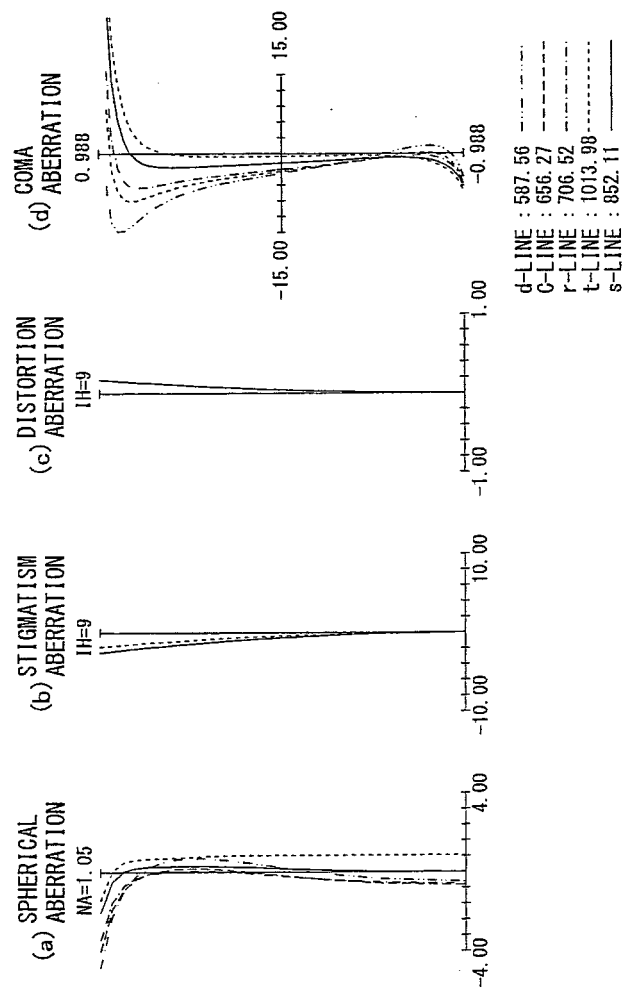 (a) SPHERICAL
ABERRATION
NA=1.05
-4.00
4.00
(b) STIGMATISM
ABERRATION
IH=9
-10.00
10.00
(c) DISTORTION
ABERRATION
IH=9
-1.00
1.00
(d) COMA
ABERRATION
0.988
-15.00
15.00
-0.988
d-LINE : 587.56
C-LINE : 656.27
r-LINE : 706.52
t-LINE : 1013.98
s-LINE : 852.11